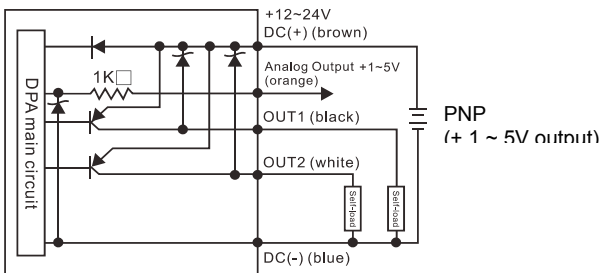 +12~24V
DC(+) (brown)
Analog Output +1~5V
(orange)
1K□
OUT1 (black)
PNP
(+ 1 ~ 5V output)
OUT2 (white)
DPA main circuit
Self-load
Self-load
DC(-) (blue)